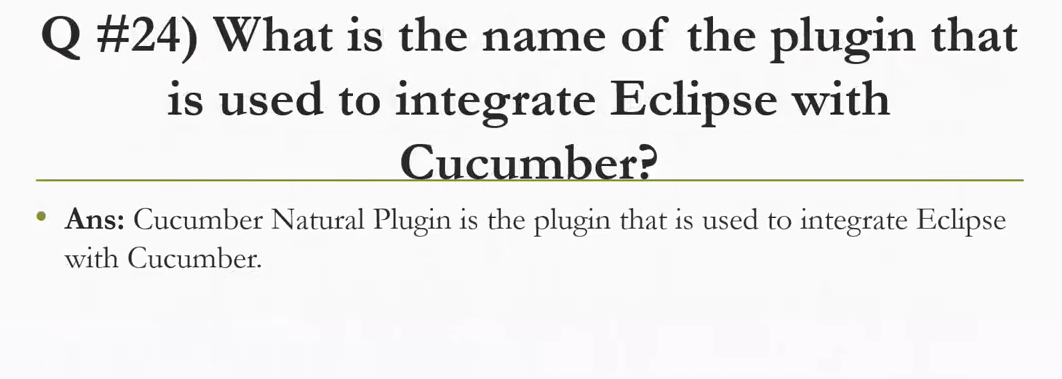 Q #24) What is the name of the plugin that
is used to integrate Eclipse with
Cucumber?
• Ans: Cucumber Natural Plugin is the plugin that is used to integrate Eclipse
with Cucumber.